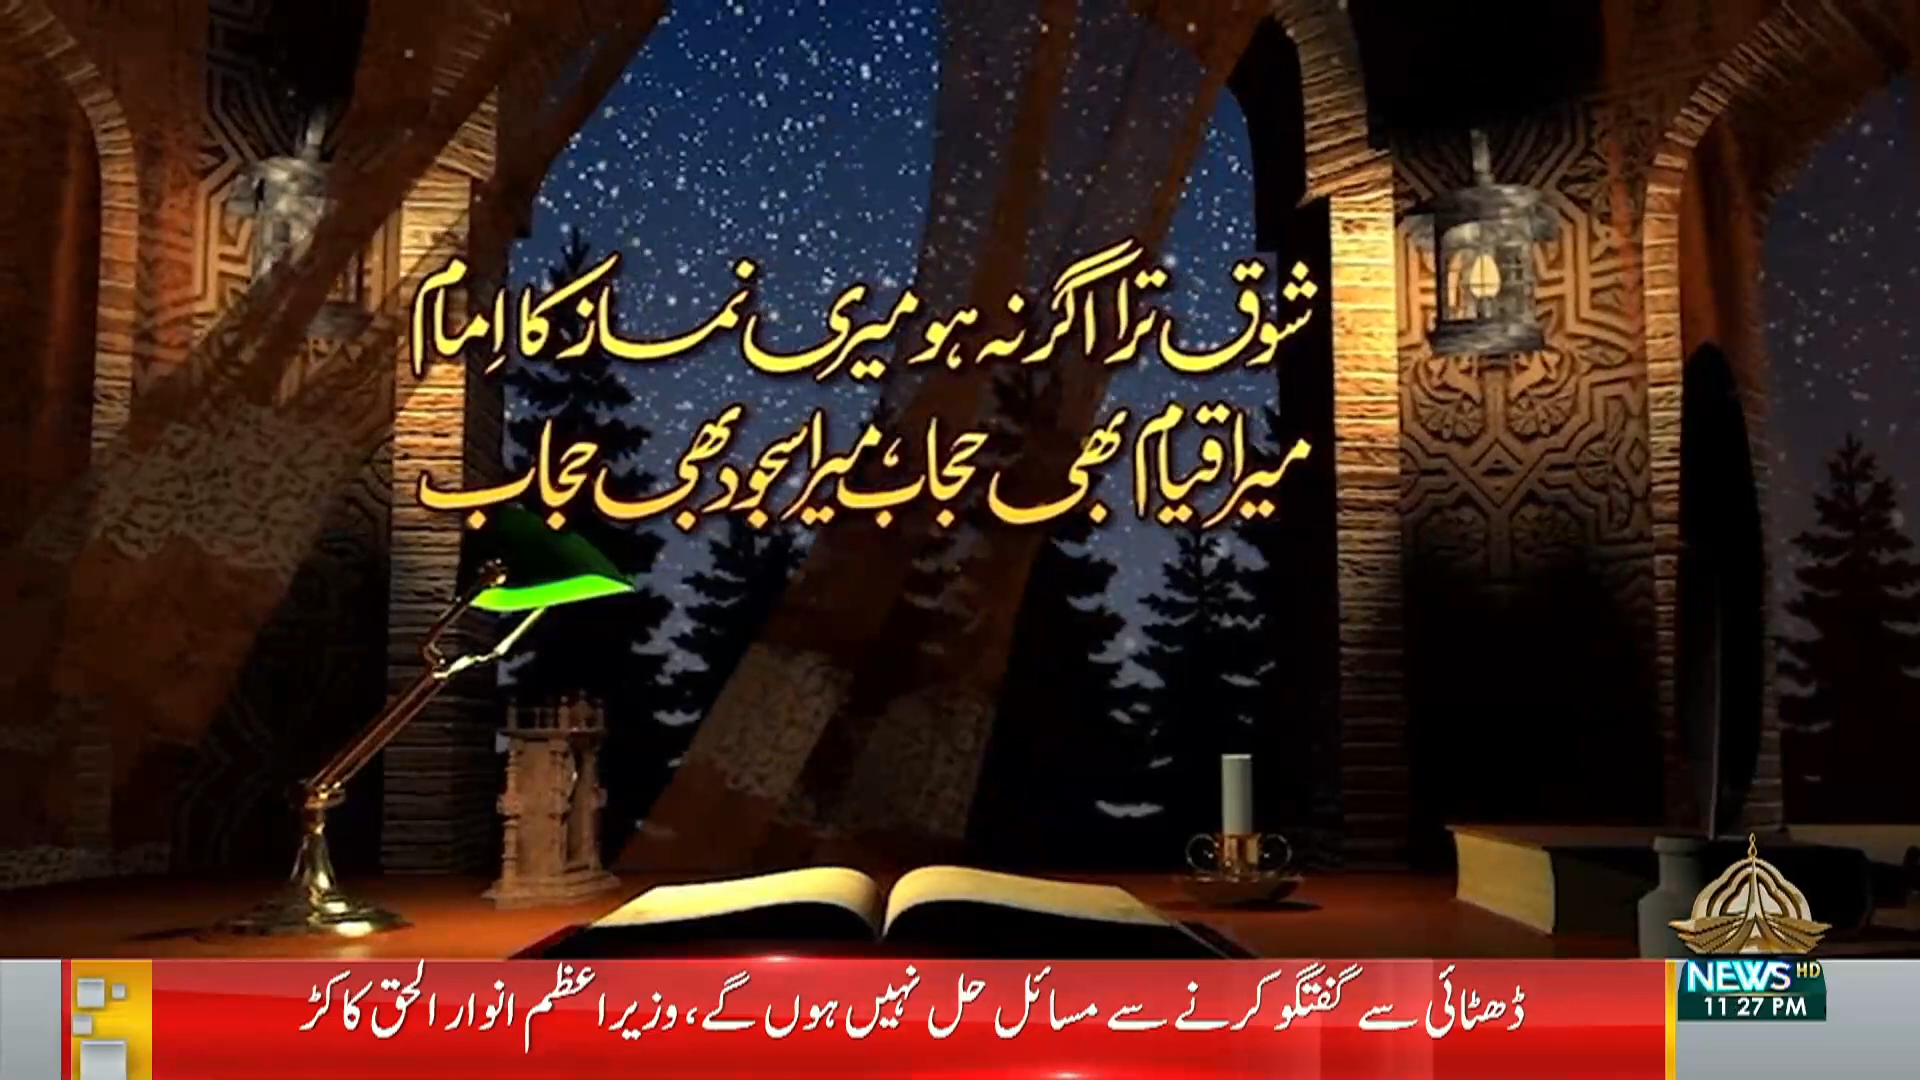 شوق ترا اگر نہ ہو میری نماز کا اِمام
میرا قیام بھی حجاب، میرا سجود بھی حجاب
ڈھٹائی سے گفتگو کرنے سے مسائل حل نہیں ہوں گے، وزیراعظم انوار الحق کاکڑ
NEWS HD
11 27 PM